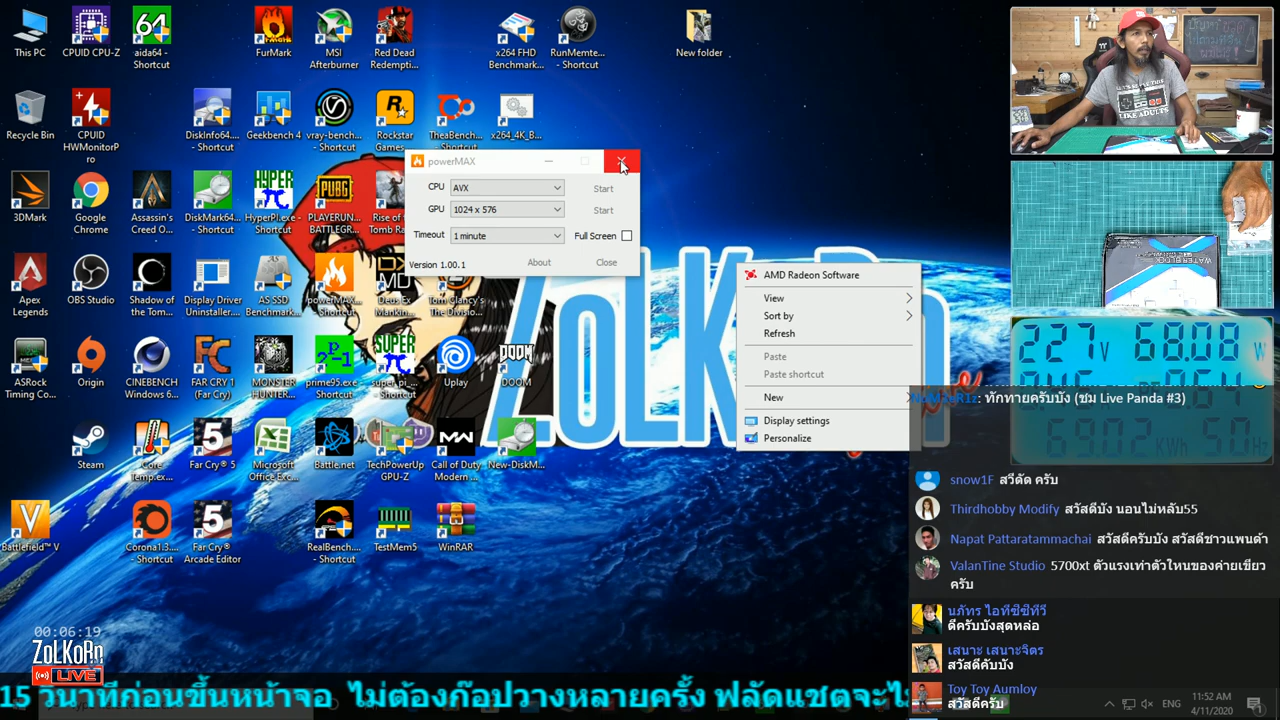 This PC
CPUID CPU-Z
aida64 -
Shortcut
FurMark
MSI
Afterburner
Red Dead
Redempti...
x264 FHD
Benchmark...
RunMemte...
- Shortcut
New folder
Recycle Bin
CPUID
HWMonitorP
ro
DiskInfo64....
- Shortcut
Geekbench 4
vray-bench...
- Shortcut
Rockstar
Games...
TheaBench...
Shortcut
x264_4K_B...
powerMAX
CPU AVX Start
GPU 1024 x 576 Start
Timeout 1 minute Full Screen
Version 1.00.1 About Close
3DMark
Google
Chrome
Assassin's
Creed O...
DiskMark64...
- Shortcut
HyperPi.exe -
Shortcut
PLAYERUN...
BATTLEGR...
Rise of t
Tomb Ra
Apex
Legends
OBS Studio
Shadow of
the Tom...
Display Driver
Uninstaller....
AS SSD
Benchmark...
powerMAX...
- Shortcut
Deus Ex
Mankin...
Tom Clancy's
The Divisio...
AMD Radeon Software
View
Sort by
Refresh
Paste
Paste shortcut
New
Display settings
Personalize
ASRock
Timing Co...
Origin
CINEBENCH
Windows 6...
FAR CRY 1
(Far Cry)
MONSTER
HUNTER...
prime95.exe-
Shortcut
super_pi_...
Shortcut
Uplay
DOOM
Steam
Core
Temp.ex...
Far Cry® 5
Microsoft
Office Exc...
Battle.net
TechPowerUp
GPU-Z
Call of Duty
Modern ...
New-DiskM...
Battlefield™ V
Corona1.3....
- Shortcut
Far Cry®
Arcade Editor
RealBench...
- Shortcut
TestMem5
WinRAR
227 V 68.08 W
69.02 KWh
: ทักทายครับบัง (ชม Live Panda #3)
snow1F สวีดัด ครับ
Thirdhobby Modify สวัสดีบัง นอนไม่หลับ55
Napat Pattaratammachai สวัสดีครับบัง สวัสดีชาวแพนด้า
ValanTine Studio 5700xt ตัวแรงเท่าตัวใหนของค่ายเขียว
ครับ
นภัทร ไอทีซีซีทีวี
ดีครับบังสุดหล่อ
เสนาะ เสนาะจิตร
สวัสดีคับบัง
Toy Toy Aumloy
สวัสดีครับ
00:06:19
ZoLKoRn
LIVE
15 วินาทีก่อนขึ้นหน้าจอ ไม่ต้องก๊อปวางหลายครั้ง ฟลัดแชตจะไ
ENG
11:52 AM
4/11/2020